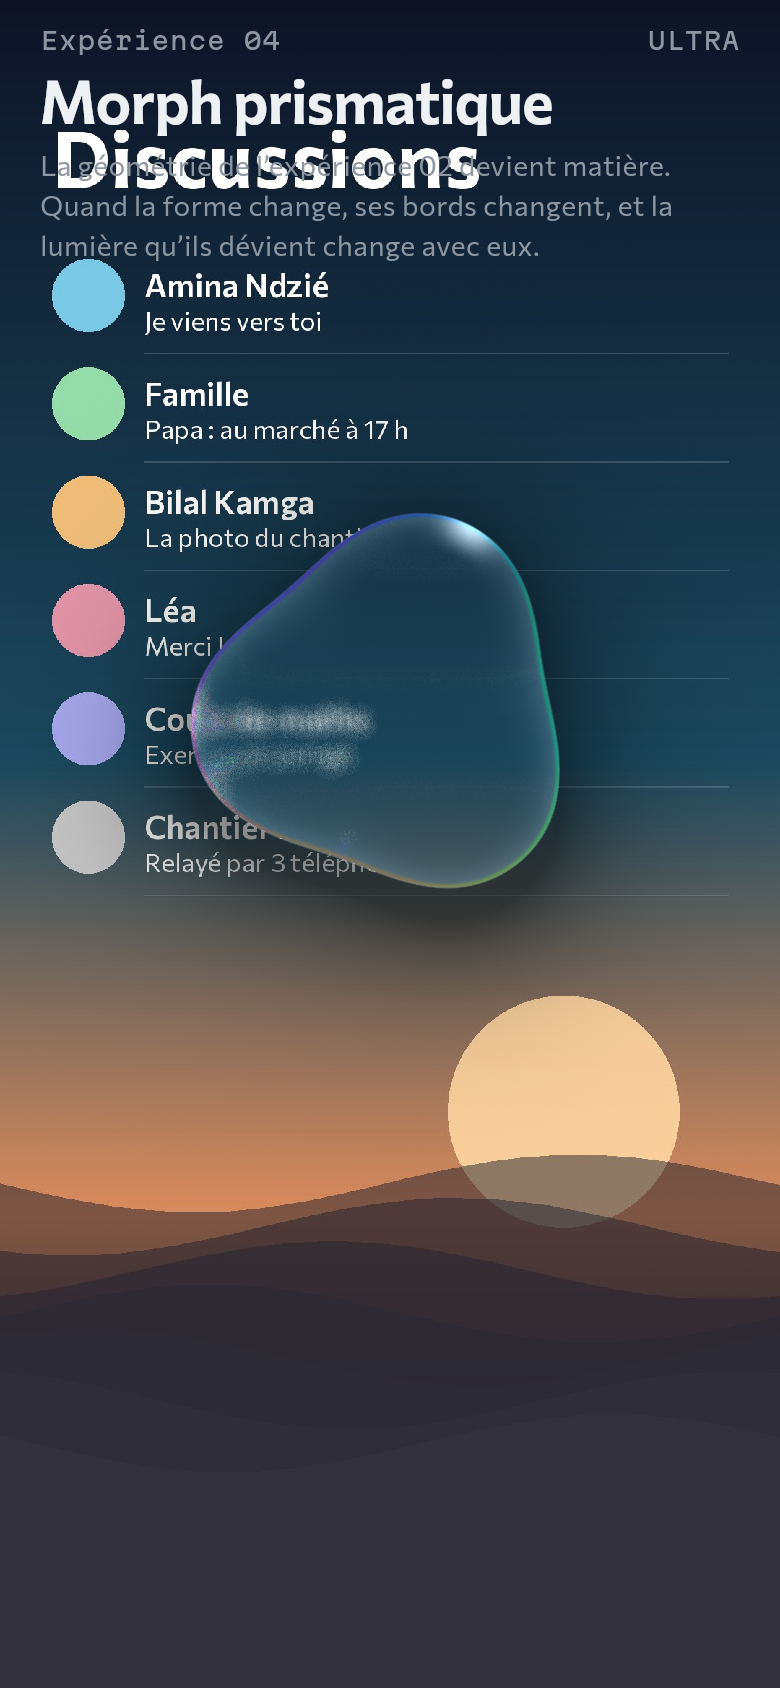 Expérience 04
ULTRA
Morph prismatique
Discussions
La géométrie de l’expérience 02 devient matière.
Quand la forme change, ses bords changent, et la
lumière qu’ils dévient change avec eux.
Amina Ndzié
Je viens vers toi
Famille
Papa : au marché à 17 h
Bilal Kamga
La photo du
Léa
Merci
Relayé par 3